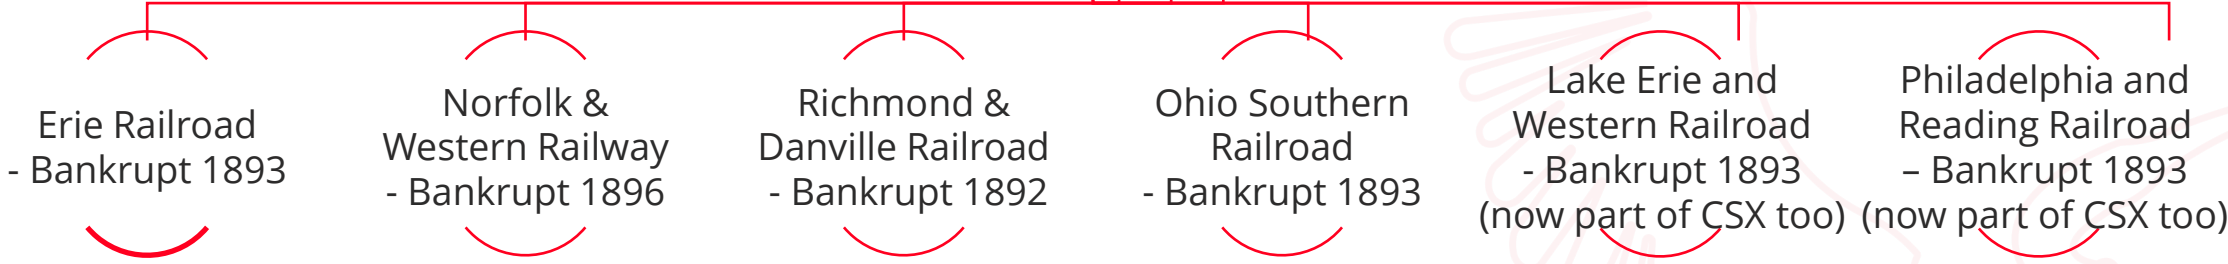 Erie Railroad
- Bankrupt 1893
Norfolk &
Western Railway
- Bankrupt 1896
Richmond &
Danville Railroad
- Bankrupt 1892
Ohio Southern
Railroad
- Bankrupt 1893
Lake Erie and
Western Railroad
- Bankrupt 1893
(now part of CSX too)
Philadelphia and
Reading Railroad
– Bankrupt 1893
(now part of CSX too)